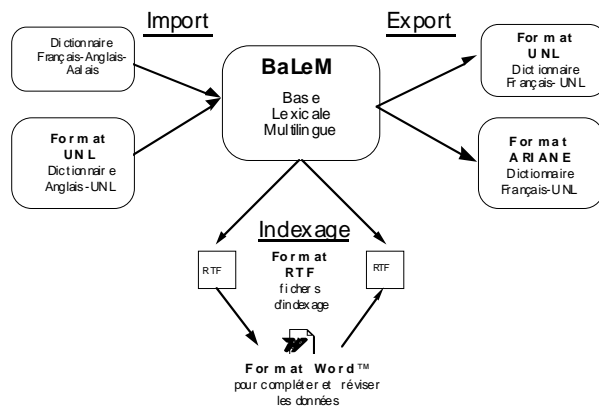 Import
Export
Dictionnaire
Français-Anglais-
Aalais
Format
UNL
Dictionnaire
Anglais-UNL
BaLeM
Base
Lexicale
Multilingue
Format
UNL
Dictionnaire
Français-UNL
Format
ARIANE
Dictionnaire
Français-UNL
Indexage
RTF
Format
RTF
fichers
d'indexage
RTF
Format Word™
pour compléter et réviser
les données